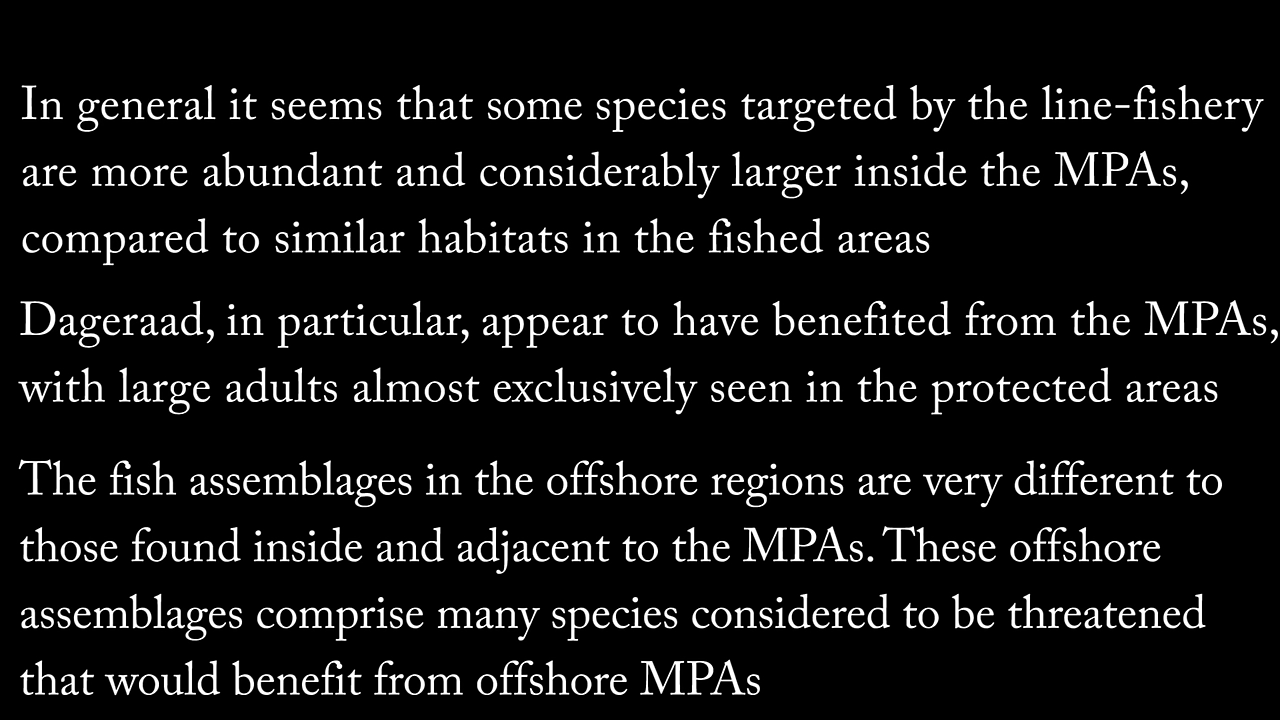 In general it seems that some species targeted by the line-fishery
are more abundant and considerably larger inside the MPAs,
compared to similar habitats in the fished areas
Dageraad, in particular, appear to have benefited from the MPAs,
with large adults almost exclusively seen in the protected areas
The fish assemblages in the offshore regions are very different to
those found inside and adjacent to the MPAs. These offshore
assemblages comprise many species considered to be threatened
that would benefit from offshore MPAs